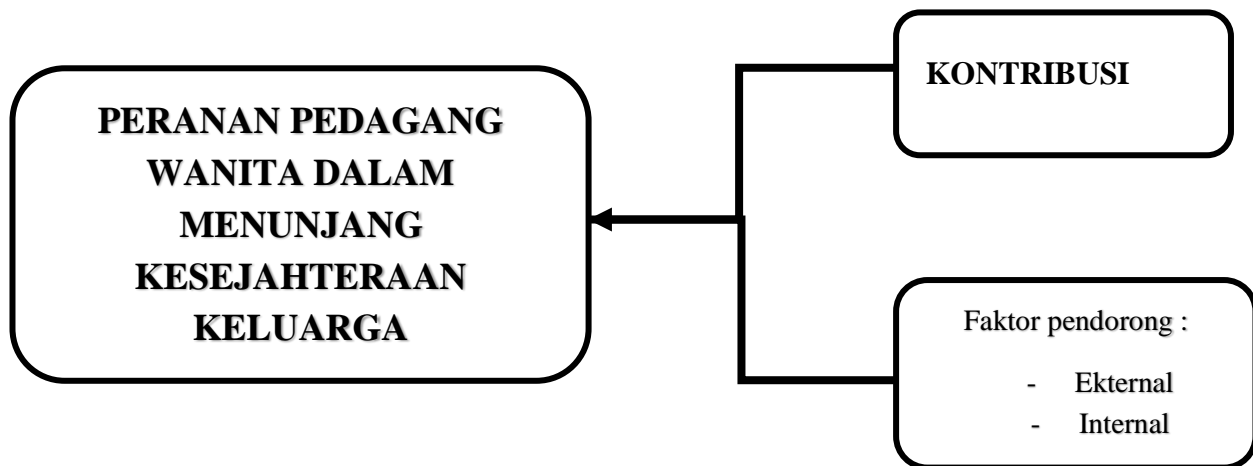 PERANAN PEDAGANG
WANITA DALAM
MENUNJANG
KESEJAHTERAAN
KELUARGA
KONTRIBUSI
Faktor pendorong :
- Ekternal
- Internal